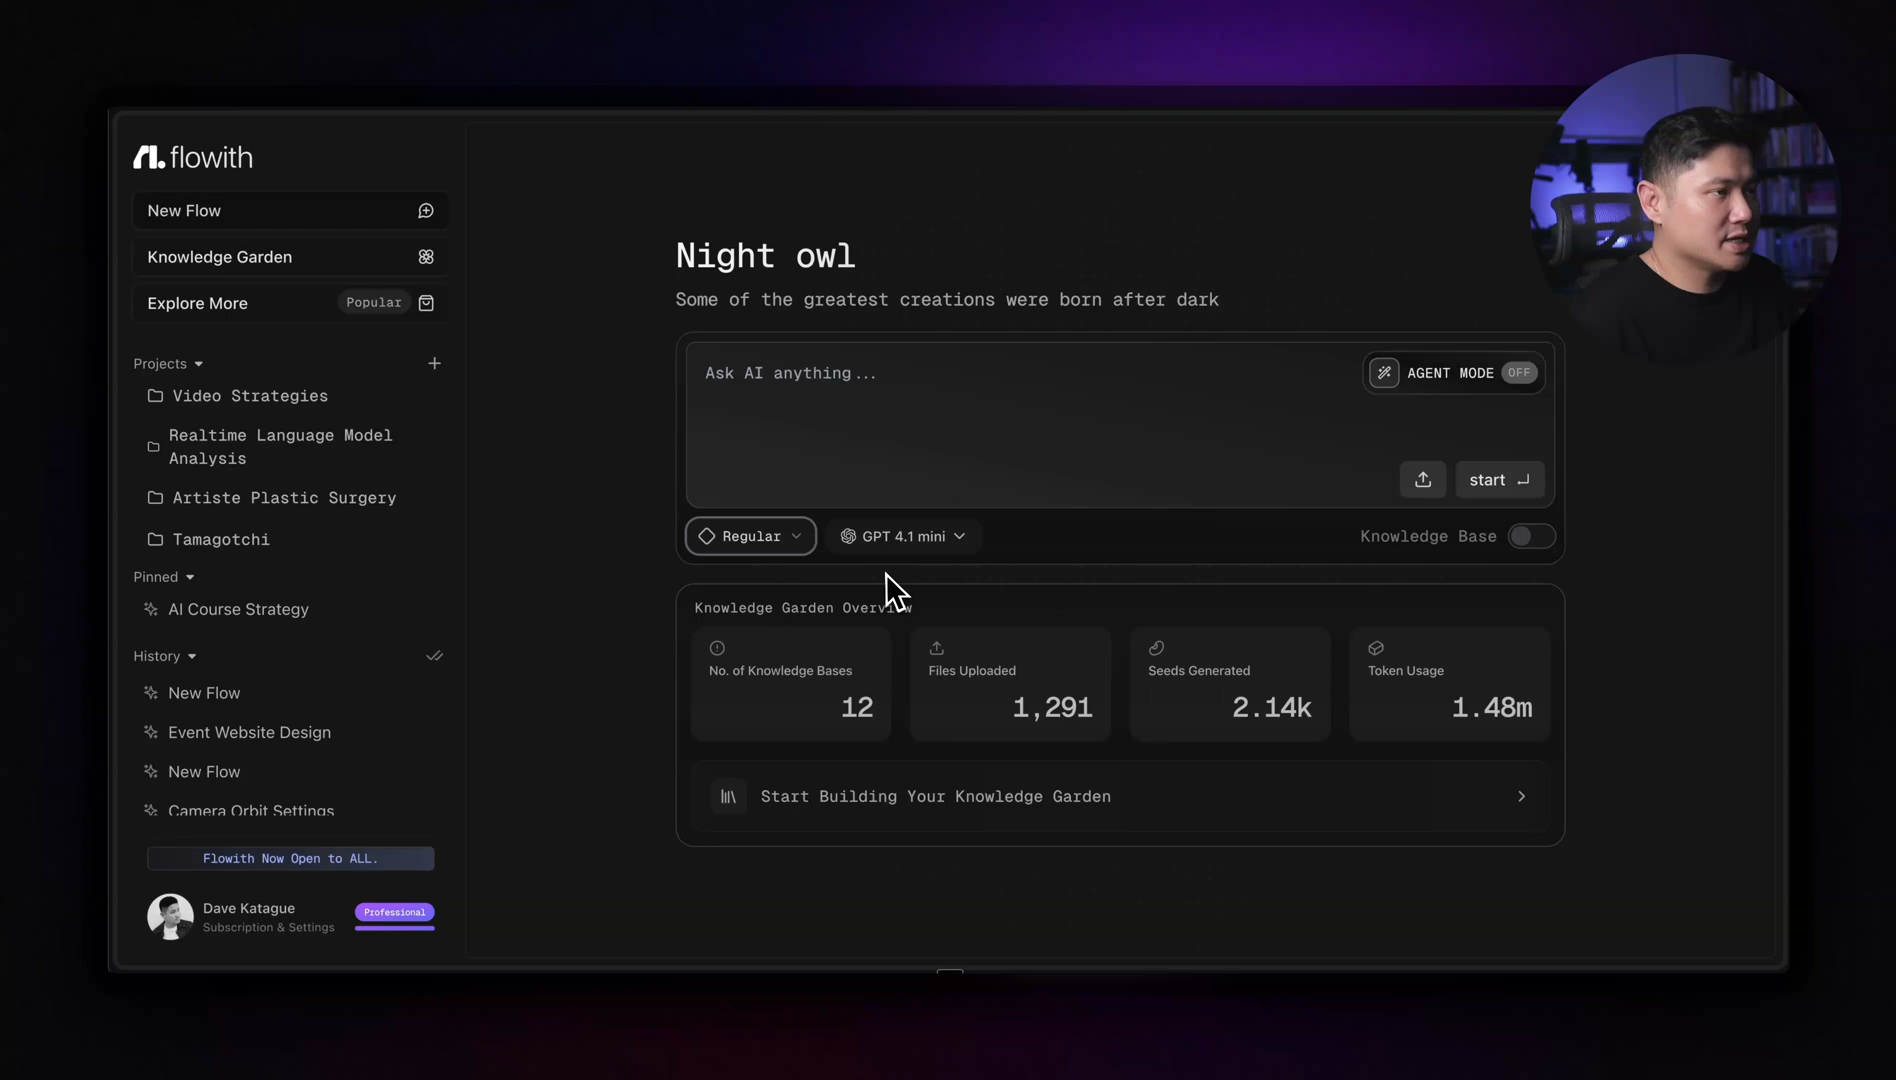 flowith
New Flow
Knowledge Garden
Explore More
Popular
Projects
Video Strategies
Realtime Language Model
Analysis
Artiste Plastic Surgery
Tamagotchi
Pinned
AI Course Strategy
History
New Flow
Event Website Design
New Flow
Camera Orbit Settings
Flowith Now Open to ALL.
Dave Katague
Subscription & Settings
Professional
Night owl
Some of the greatest creations were born after dark
Ask AI anything...
AGENT MODE OFF
start
Regular
GPT 4.1 mini
Knowledge Base
Knowledge Garden Overview
No. of Knowledge Bases
12
Files Uploaded
1,291
Seeds Generated
2.14k
Token Usage
1.48m
Start Building Your Knowledge Garden